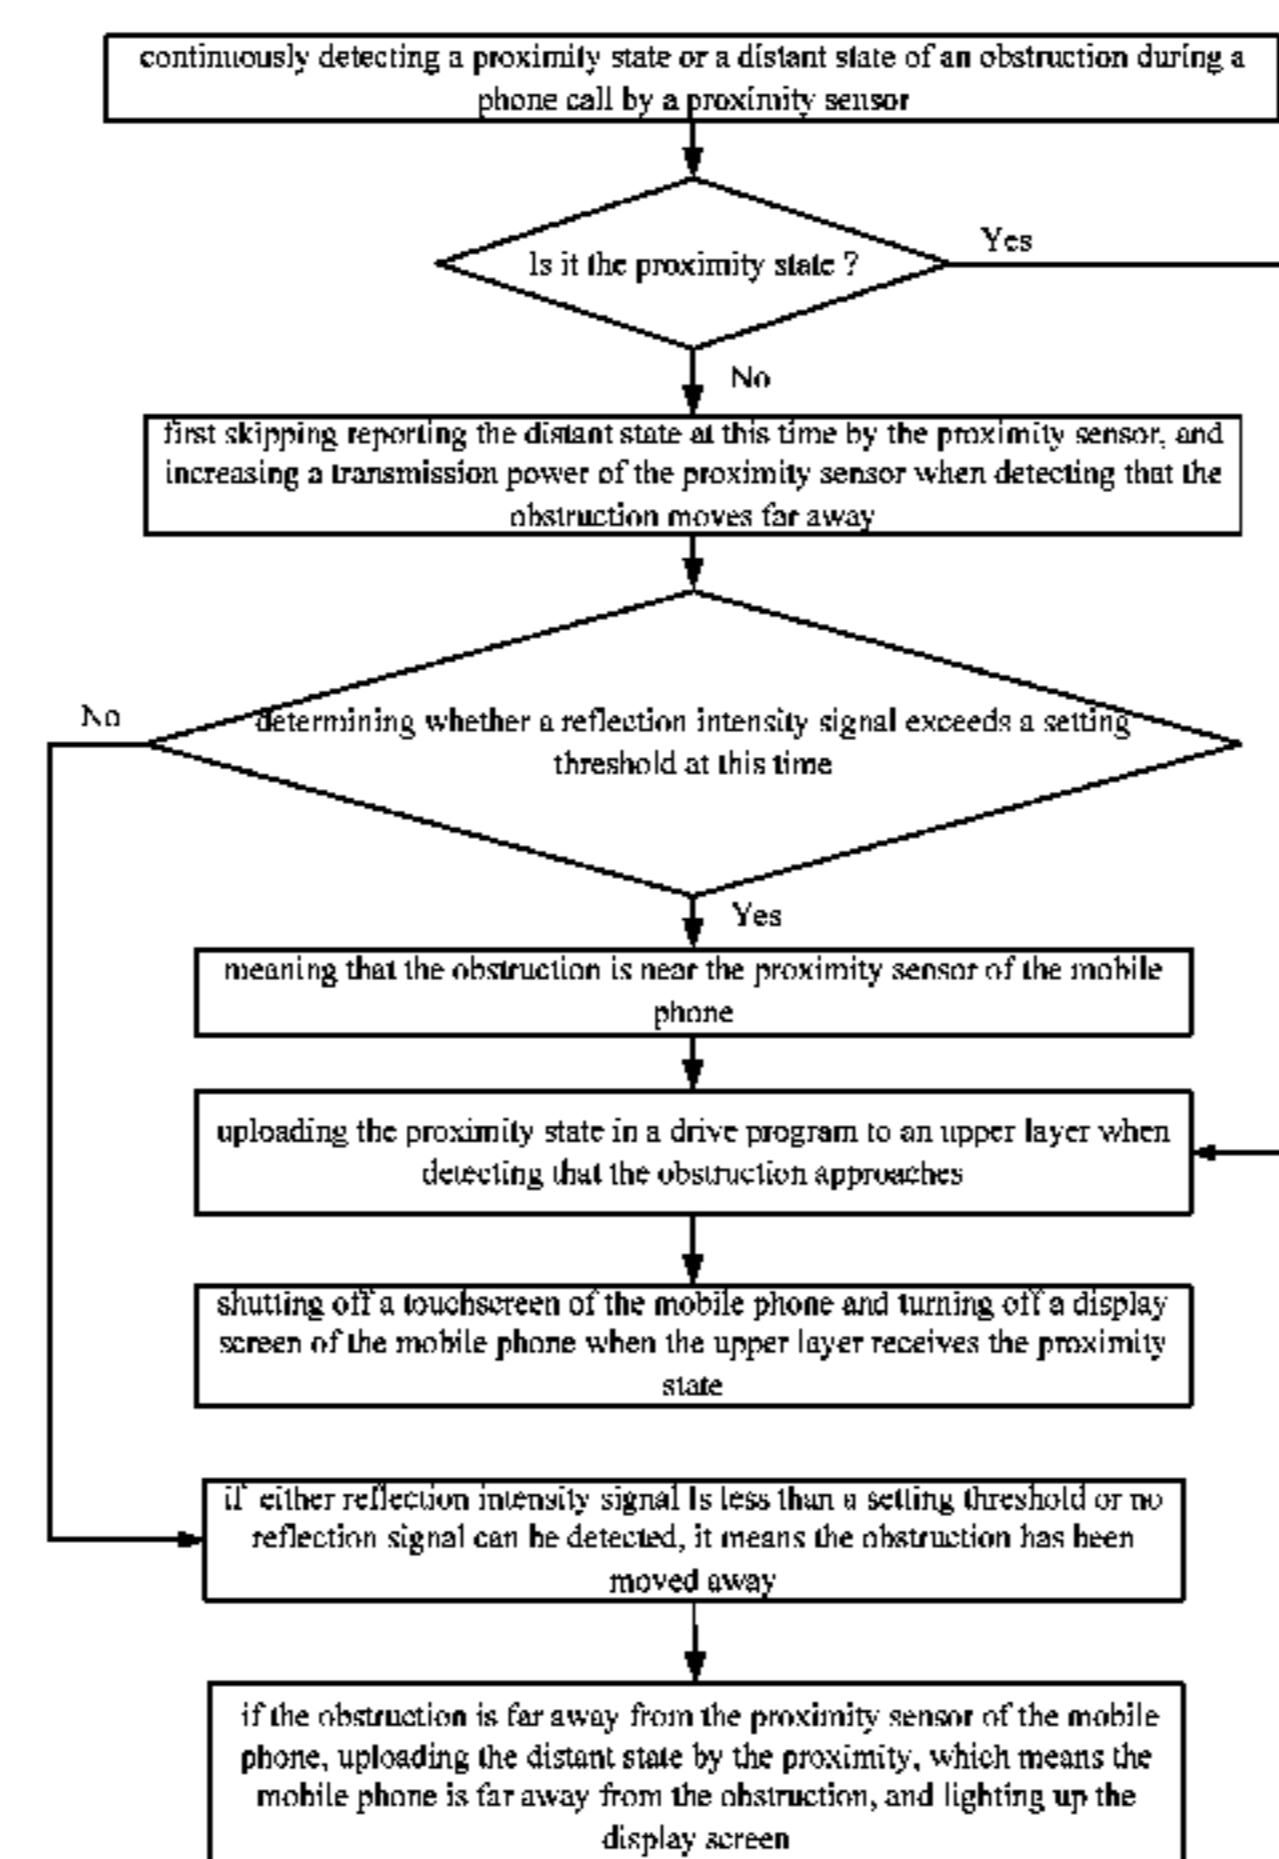 continuously detecting a proximity state or a distant state of an obstruction during a
phone call by a proximity sensor
Is it the proximity state ?
Yes
No
first skipping reporting the distant state at this time by the proximity sensor, and
increasing a transmission power of the proximity sensor when detecting that the
obstruction moves far away
No
determining whether a reflection intensity signal exceeds a setting
threshold at this time
Yes
meaning that the obstruction is near the proximity sensor of the mobile
phone
uploading the proximity state in a drive program to an upper layer when
detecting that the obstruction approaches
shutting off a touchscreen of the mobile phone and turning off a display
screen of the mobile phone when the upper layer receives the proximity
state
if either reflection intensity signal Is less than a setting threshold or no
reflection signal can be detected, it means the obstruction has been
moved away
if the obstruction is far away from the proximity sensor of the mobile
phone, uploading the distant state by the proximity, which means the
mobile phone is far away from the obstruction, and lighting up the
display screen